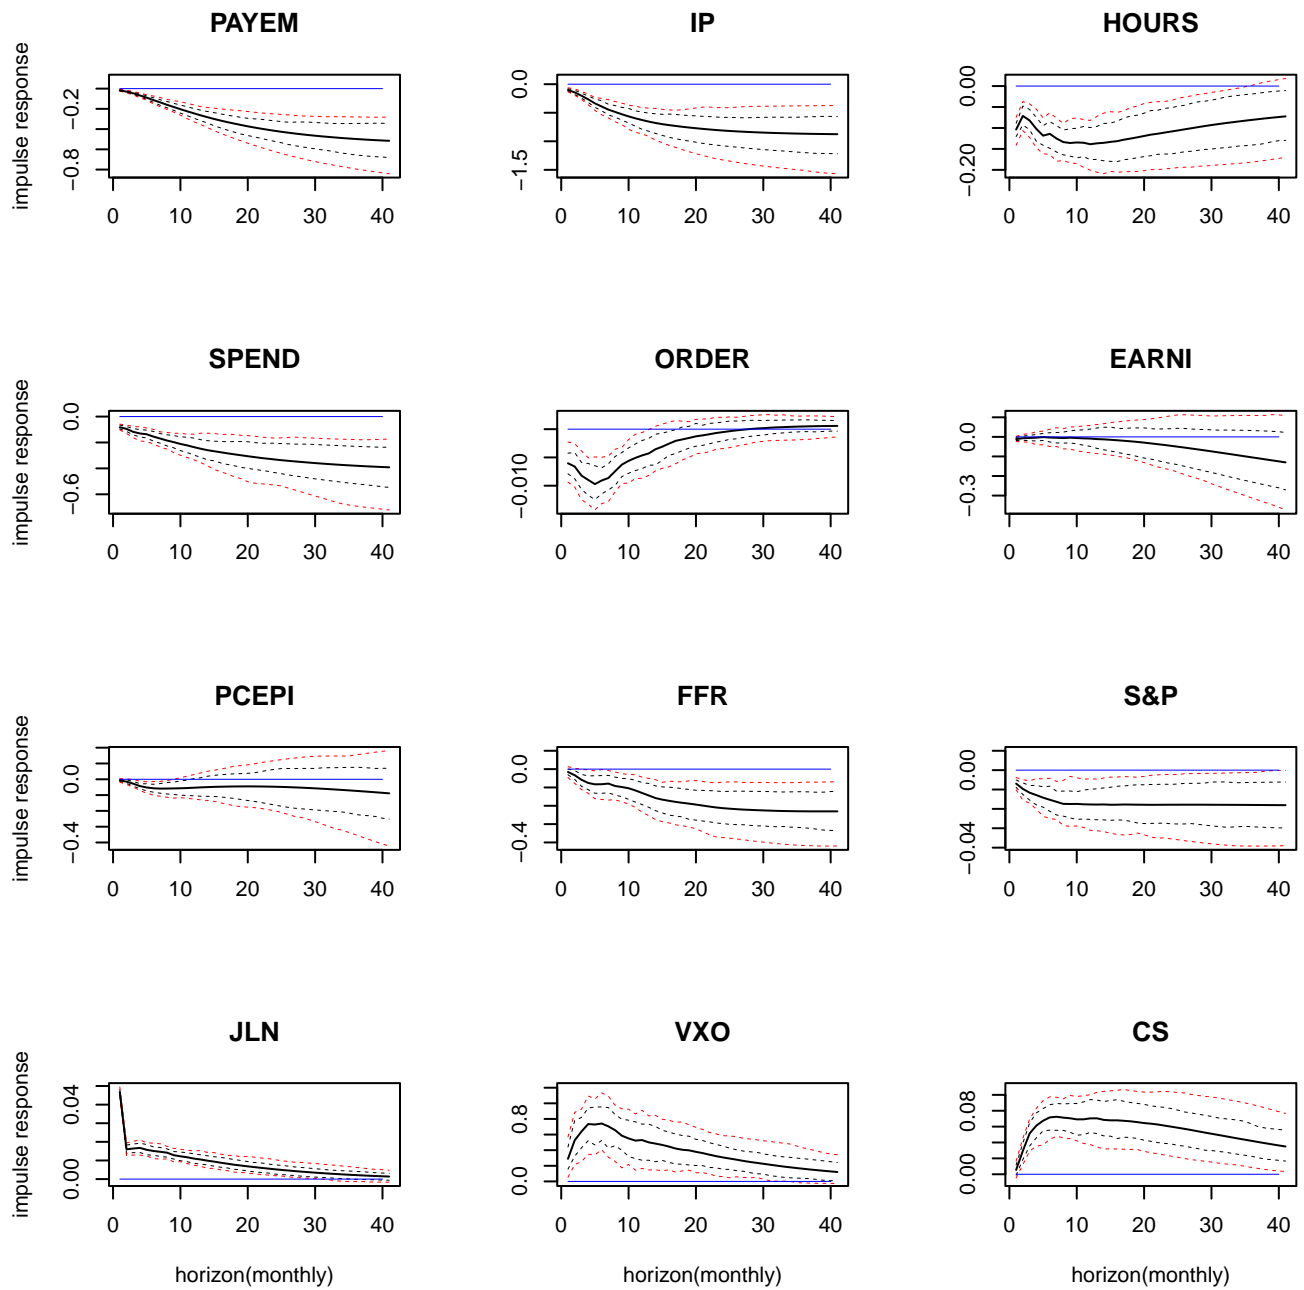 PAYEM IP HOURS
impulse response
−0.2
−0.8
0.0
−1.5
0.00
−0.20
0 10 20 30 40 0 10 20 30 40 0 10 20 30 40
SPEND ORDER EARNI
impulse response
0.0
−0.6
−0.010
0.0
−0.3
0 10 20 30 40 0 10 20 30 40 0 10 20 30 40
PCEPI FFR S&P
impulse response
0.0
−0.4
0.0
−0.4
0.00
−0.04
0 10 20 30 40 0 10 20 30 40 0 10 20 30 40
JLN VXO CS
impulse response
0.04
0.00
0.8
0.0
0.08
0.00
0 10 20 30 40 0 10 20 30 40 0 10 20 30 40
horizon(monthly) horizon(monthly) horizon(monthly)